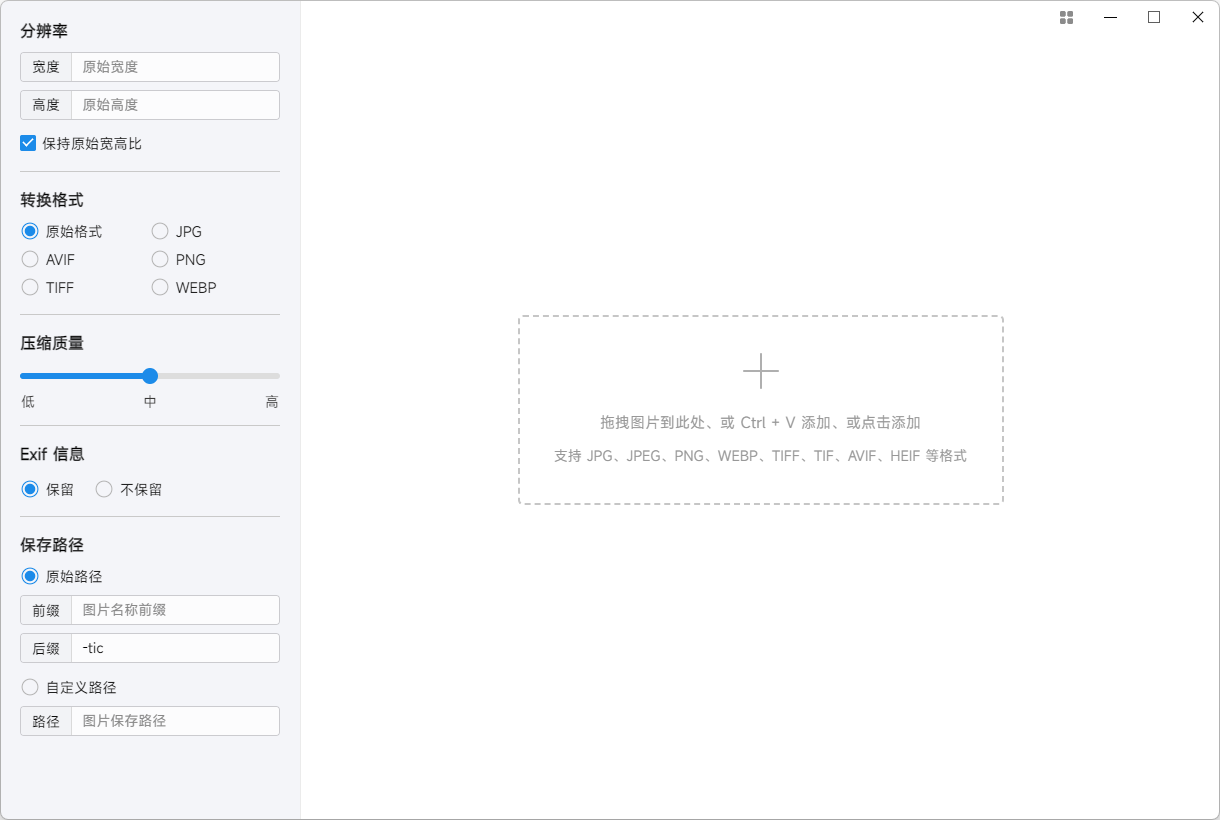 分辨率
宽度 原始宽度
高度 原始高度
保持原始宽高比
转换格式
原始格式 JPG
AVIF PNG
TIFF WEBP
压缩质量
低 中 高
Exif 信息
保留 不保留
保存路径
原始路径
前缀 图片名称前缀
后缀 -tic
自定义路径
路径 图片保存路径
拖拽图片到此处、或 Ctrl + V 添加、或点击添加
支持 JPG、JPEG、PNG、WEBP、TIFF、TIF、AVIF、HEIF 等格式